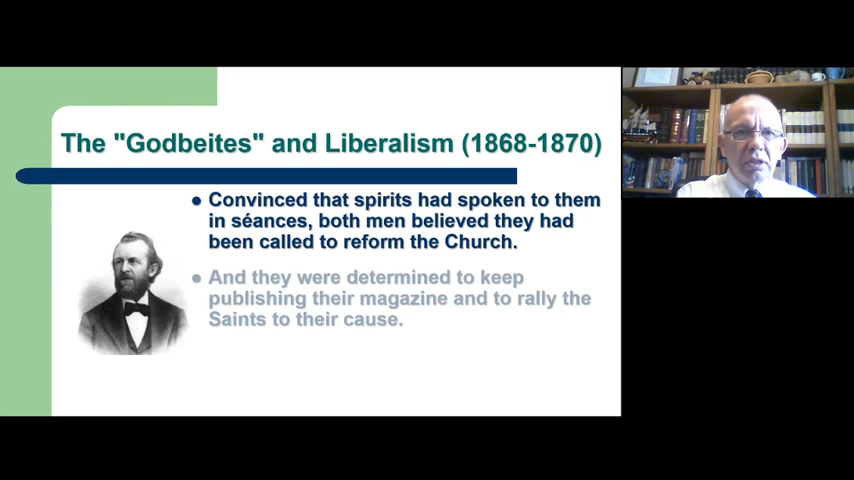 The "Godbeites" and Liberalism (1868-1870)
● Convinced that spirits had spoken to them
in séances, both men believed they had
been called to reform the Church.
● And they were determined to keep
publishing their magazine and to rally the
Saints to their cause.